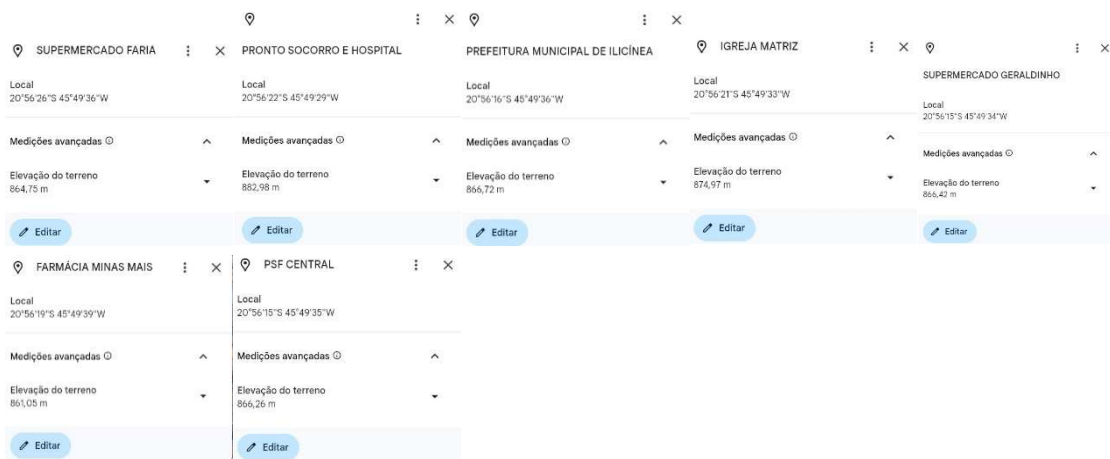 SUPERMERCADO FARIA
Local
20°56'26"S 45°49'36"W
Medições avançadas
Elevação do terreno
864,75 m
Editar
PRONTO SOCORRO E HOSPITAL
Local
20°56'22"S 45°49'29"W
Medições avançadas
Elevação do terreno
882,98 m
Editar
PREFEITURA MUNICIPAL DE ILICÍNEA
Local
20°56'16"S 45°49'36"W
Medições avançadas
Elevação do terreno
866,72 m
Editar
IGREJA MATRIZ
Local
20°56'21"S 45°49'33"W
Medições avançadas
Elevação do terreno
874,97 m
Editar
SUPERMERCADO GERALDINHO
Local
20°56'15"S 45°49'34"W
Medições avançadas
Elevação do terreno
866,42 m
Editar
FARMÁCIA MINAS MAIS
Local
20°56'19"S 45°49'39"W
Medições avançadas
Elevação do terreno
861,05 m
Editar
PSF CENTRAL
Local
20°56'15"S 45°49'35"W
Medições avançadas
Elevação do terreno
866,26 m
Editar